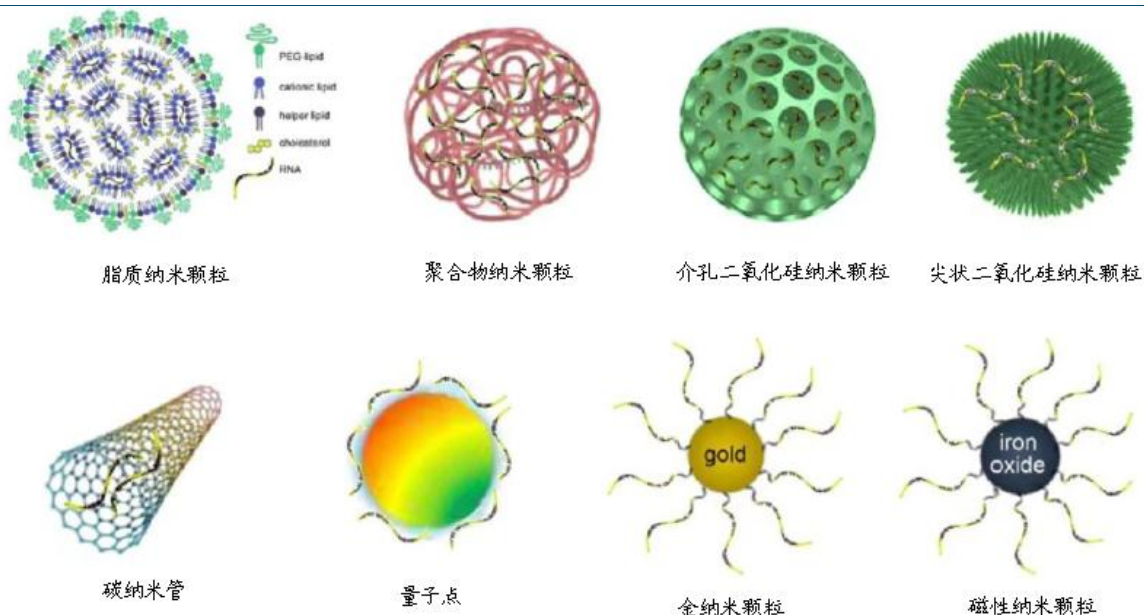 PEG-lipid
cationic lipid
helper lipid
cholesterol
RNA
脂质纳米颗粒
聚合物纳米颗粒
介孔二氧化硅纳米颗粒
尖状二氧化硅纳米颗粒
gold
iron
oxide
碳纳米管
量子点
金纳米颗粒
磁性纳米颗粒